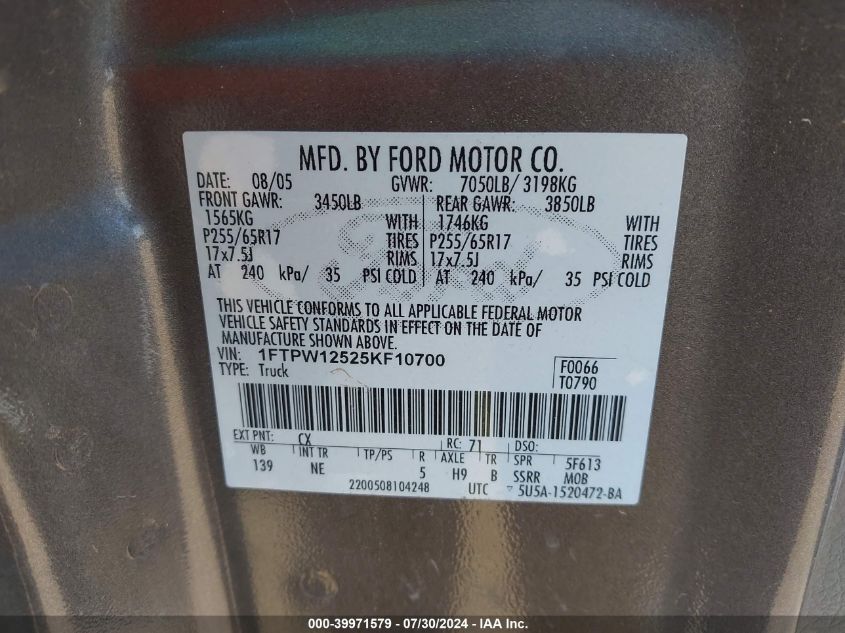 MFD. BY FORD MOTOR CO.
DATE: 08/05 GVWR: 7050LB/ 3198KG
FRONT GAWR: 3450LB REAR GAWR: 3850LB
1565KG WITH 1746KG WITH
P255/65R17 TIRES P255/65R17 TIRES
17x7.5J RIMS 17x7.5J RIMS
AT 240 kPa/ 35 PSI COLD AT 240 kPa/ 35 PSI COLD
THIS VEHICLE CONFORMS TO ALL APPLICABLE FEDERAL MOTOR
VEHICLE SAFETY STANDARDS IN EFFECT ON THE DATE OF
MANUFACTURE SHOWN ABOVE.
VIN: 1FTPW12525KF10700
TYPE: Truck
F0066
T0790
EXT PNT: CX RC: 71 DSO:
WB INT TR TP/PS R AXLE TR SPR 5F613
139 NE 5 H9 B SSRR MOB
2200508104248 UTC 5U5A-1520472-BA
000-39971579 - 07/30/2024 - IAA Inc.